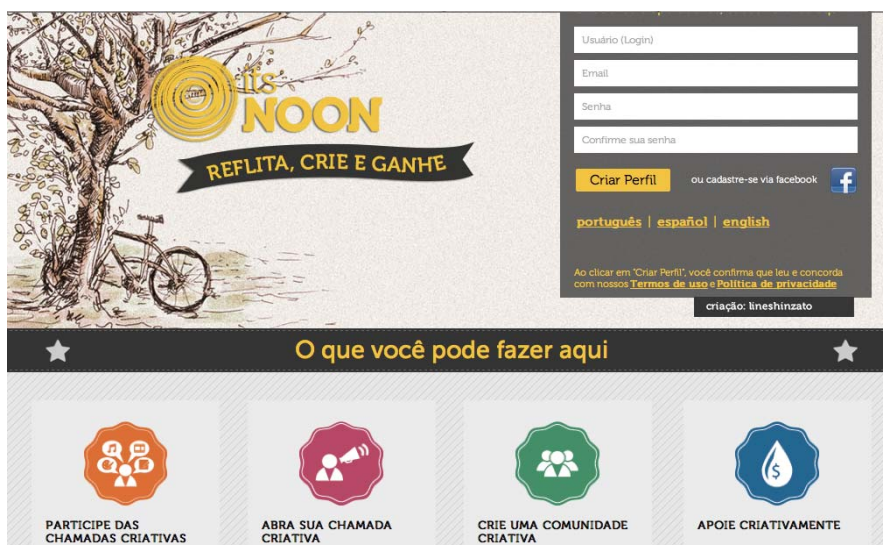 its
NOON
REFLITA, CRIE E GANHE
Usuário (Login)
Email
Senha
Confirme sua senha
Criar Perfil
ou cadastre-se via facebook
f
português | español | english
Ao clicar em "Criar Perfil", você confirma que leu e concorda
com nossos Termos de uso e Política de privacidade
criação: lineshinzato
O que você pode fazer aqui
$
PARTICIPE DAS
CHAMADAS CRIATIVAS
ABRA SUA CHAMADA
CRIATIVA
CRIE UMA COMUNIDADE
CRIATIVA
APOIE CRIATIVAMENTE